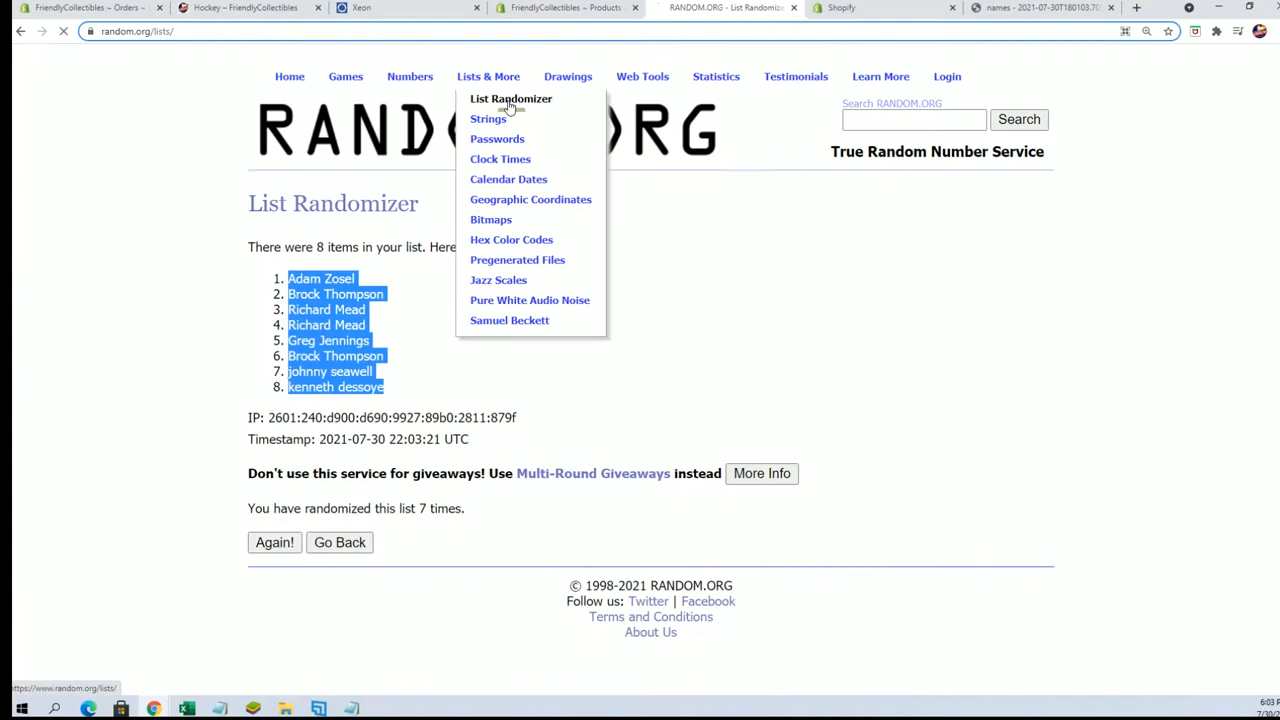 FriendlyCollectibles ~ Orders ~
Hockey – FriendlyCollectibles
Xeon
FriendlyCollectibles ~ Products
RANDOM.ORG - List Randomizer
Shopify
names - 2021-07-30T180103.70
random.org/lists/
Home Games Numbers Lists & More Drawings Web Tools Statistics Testimonials Learn More Login
List Randomizer
Strings
Passwords
Clock Times
Calendar Dates
Geographic Coordinates
Bitmaps
Hex Color Codes
Pregenerated Files
Jazz Scales
Pure White Audio Noise
Samuel Beckett
RAND RG
Search RANDOM.ORG
Search
True Random Number Service
List Randomizer
There were 8 items in your list. Here
1. Adam Zosel
2. Brock Thompson
3. Richard Mead
4. Richard Mead
5. Greg Jennings
6. Brock Thompson
7. johnny seawell
8. kenneth dessoye
IP: 2601:240:d900:d690:9927:89b0:2811:879f
Timestamp: 2021-07-30 22:03:21 UTC
Don't use this service for giveaways! Use Multi-Round Giveaways instead More Info
You have randomized this list 7 times.
Again! Go Back
© 1998-2021 RANDOM.ORG
Follow us: Twitter | Facebook
Terms and Conditions
About Us
https://www.random.org/lists/
6:03 PM
7/30/2